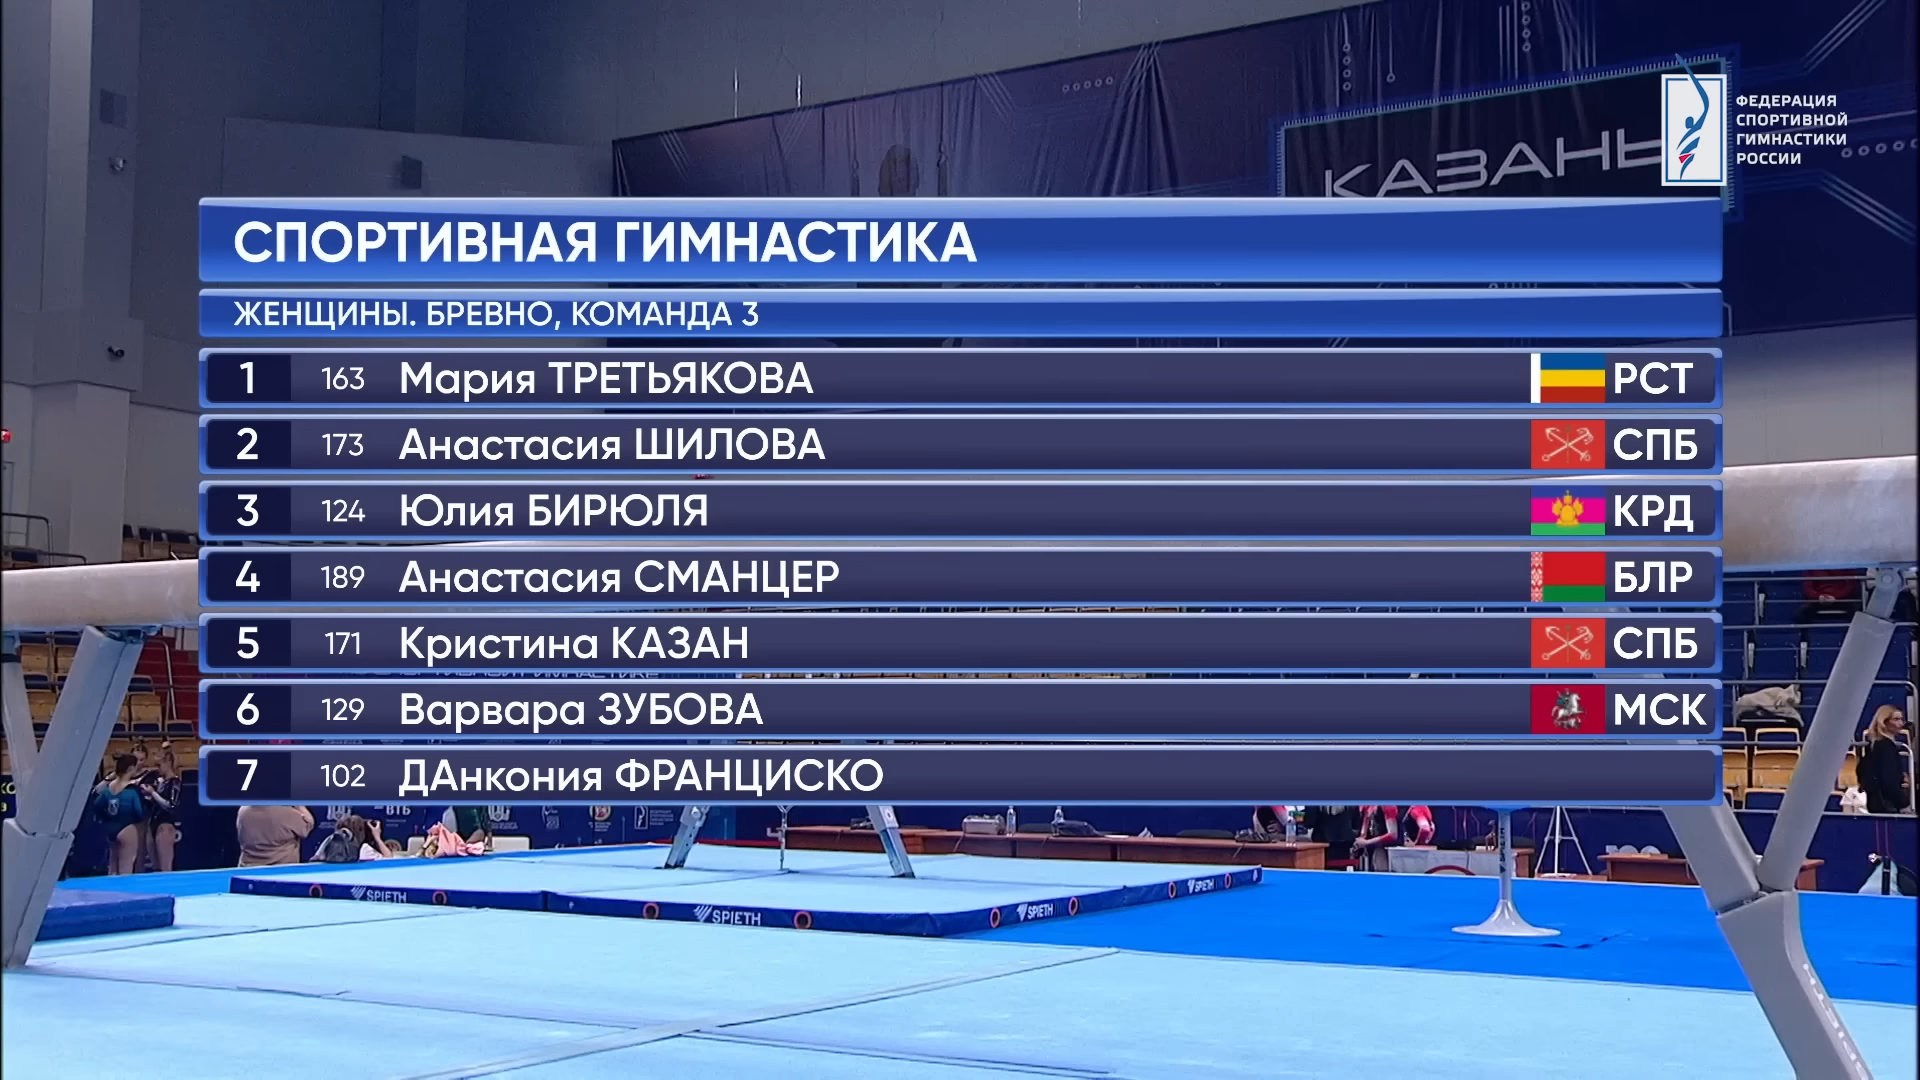 КАЗАНЬ
ФЕДЕРАЦИЯ
СПОРТИВНОЙ
ГИМНАСТИКИ
РОССИИ
СПОРТИВНАЯ ГИМНАСТИКА
ЖЕНЩИНЫ. БРЕВНО, КОМАНДА 3
1 163 Мария ТРЕТЬЯКОВА РСТ
2 173 Анастасия ШИЛОВА СПБ
3 124 Юлия БИРЮЛЯ КРД
4 189 Анастасия СМАНЦЕР БЛР
5 171 Кристина КАЗАН СПБ
6 129 Варвара ЗУБОВА МСК
7 102 ДАнкония ФРАНЦИСКО
ВТБ
SPIETH
SPIETH
SPIETH
SPIETH